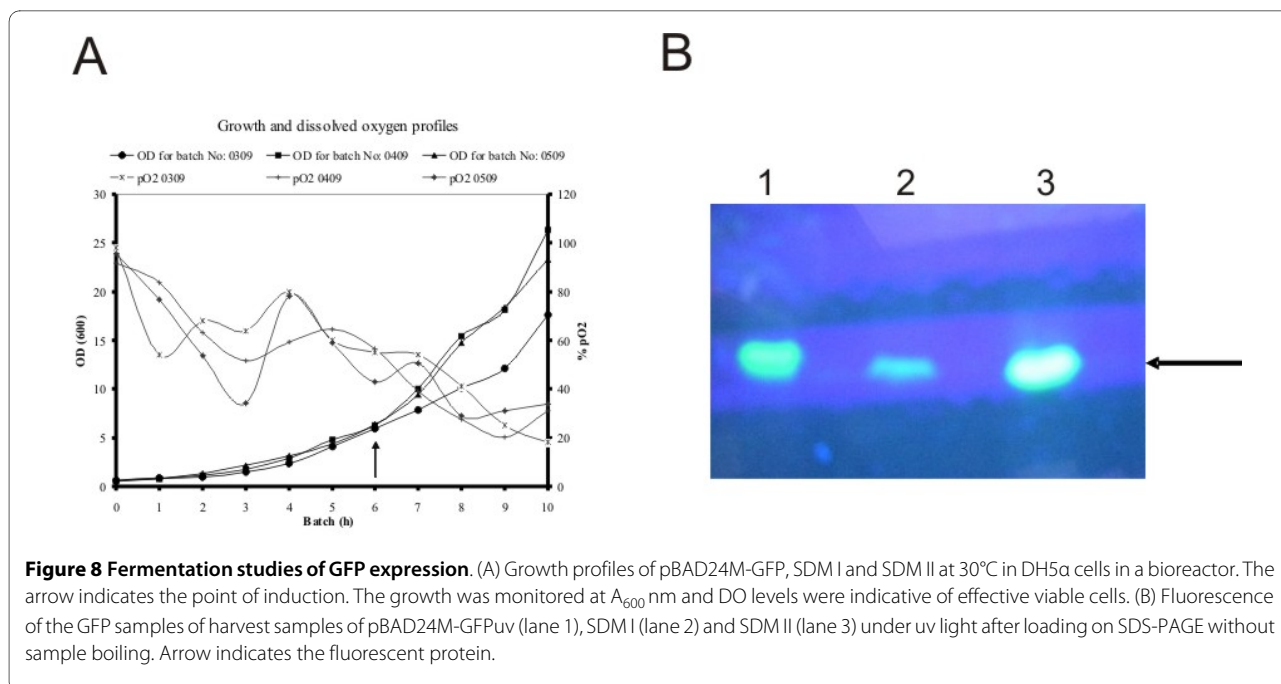 A
B
Growth and dissolved oxygen profiles
OD for batch No: 0309 OD for batch No: 0409 OD for batch No: 0509
pO2 0309 pO2 0409 pO2 0509
30 120
25 100
20 80
15 60
10 40
5 20
0 0
OD (600)
% pO2
0 1 2 3 4 5 6 7 8 9 10
Batch (h)
1 2 3
Figure 8 Fermentation studies of GFP expression. (A) Growth profiles of pBAD24M-GFP, SDM I and SDM II at 30°C in DH5α cells in a bioreactor. The
arrow indicates the point of induction. The growth was monitored at A600 nm and DO levels were indicative of effective viable cells. (B) Fluorescence
of the GFP samples of harvest samples of pBAD24M-GFPuv (lane 1), SDM I (lane 2) and SDM II (lane 3) under uv light after loading on SDS-PAGE without
sample boiling. Arrow indicates the fluorescent protein.